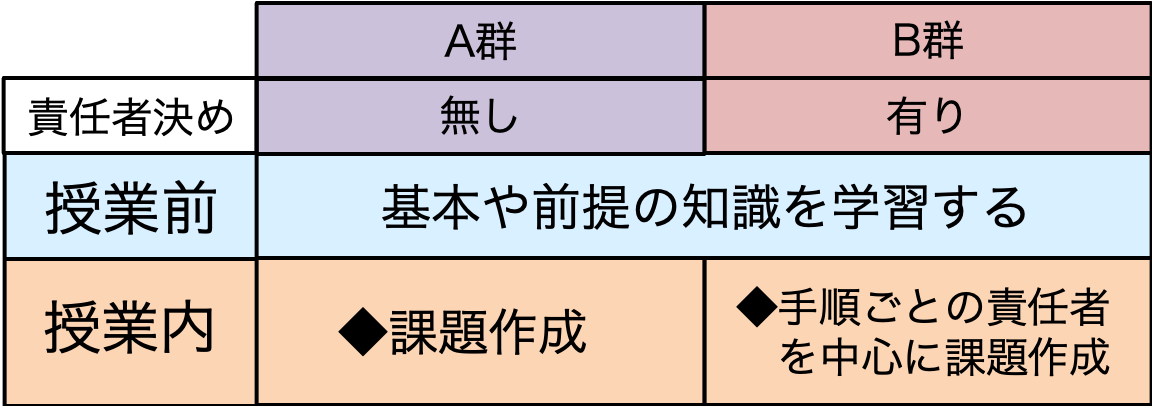 A群 B群
責任者決め 無し 有り
授業前 基本や前提の知識を学習する
授業内 ◆課題作成 ◆手順ごとの責任者
を中心に課題作成